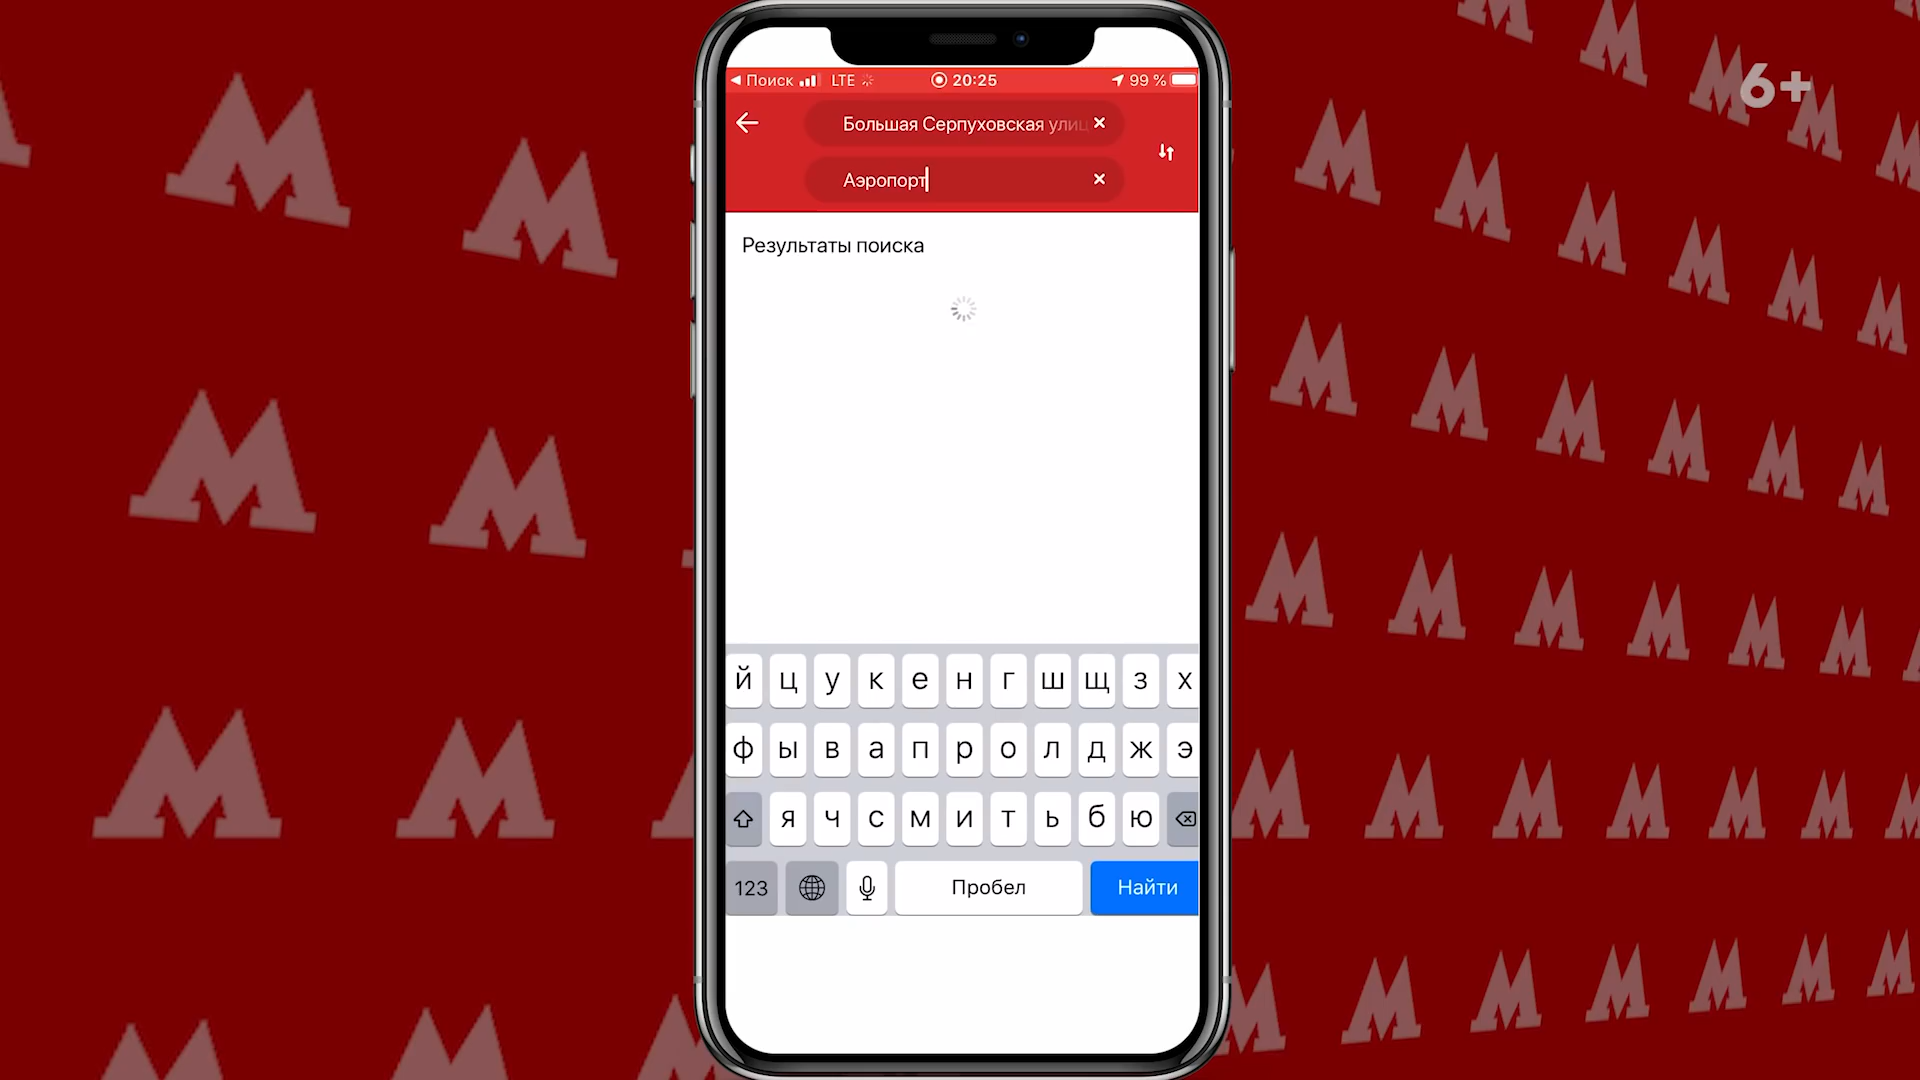 6+
Поиск LTE 20:25 99 %
Большая Серпуховская улиц
Аэропорт
Результаты поиска
й ц у к е н г ш щ з х
ф ы в а п р о л д ж э
я ч с м и т ь б ю
123 Пробел Найти